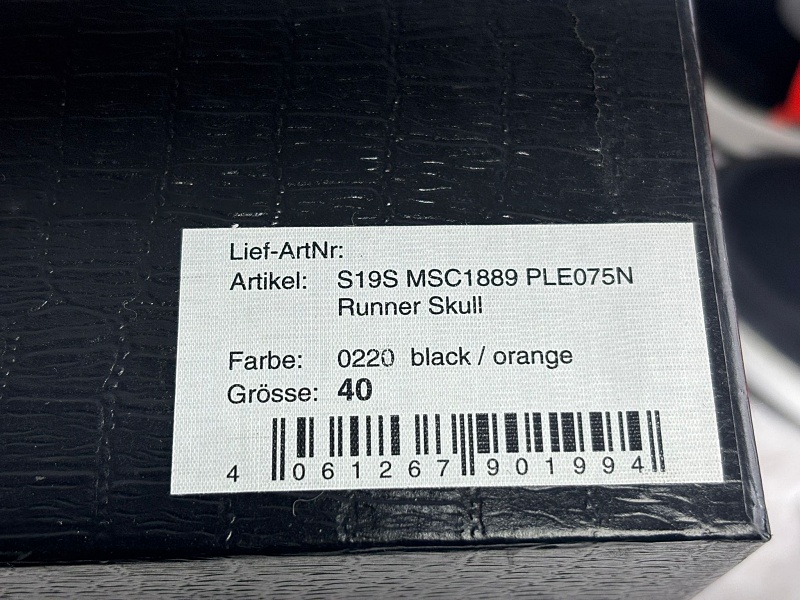 Lief-ArtNr:
Artikel: S19S MSC1889 PLE075N
Runner Skull
Farbe: 0220 black / orange
Grösse: 40
4 061267 901994